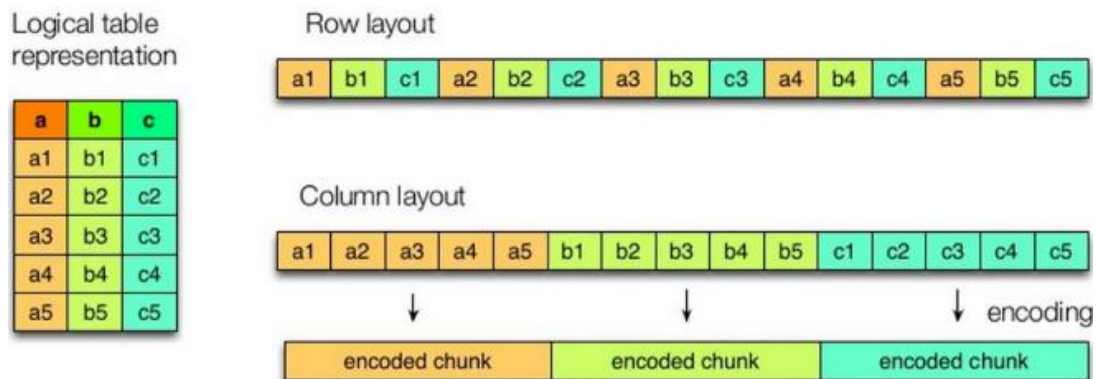 Logical table
representation
a b c
a1 b1 c1
a2 b2 c2
a3 b3 c3
a4 b4 c4
a5 b5 c5
Row layout
a1 b1 c1 a2 b2 c2 a3 b3 c3 a4 b4 c4 a5 b5 c5
Column layout
a1 a2 a3 a4 a5 b1 b2 b3 b4 b5 c1 c2 c3 c4 c5
encoding
encoded chunk encoded chunk encoded chunk